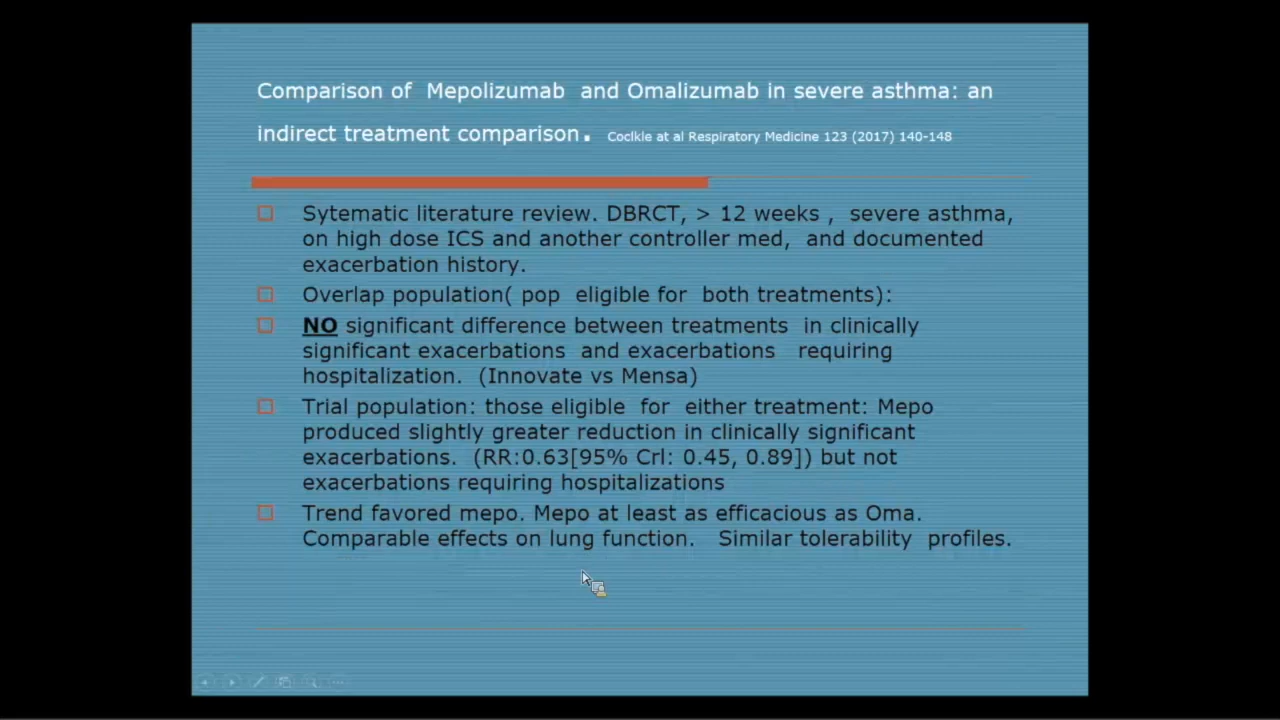 Comparison of Mepolizumab and Omalizumab in severe asthma: an
indirect treatment comparison. Coclkle at al Respiratory Medicine 123 (2017) 140-148
Sytematic literature review. DBRCT, > 12 weeks , severe asthma,
on high dose ICS and another controller med, and documented
exacerbation history.
Overlap population( pop eligible for both treatments):
NO significant difference between treatments in clinically
significant exacerbations and exacerbations requiring
hospitalization. (Innovate vs Mensa)
Trial population: those eligible for either treatment: Mepo
produced slightly greater reduction in clinically significant
exacerbations. (RR:0.63[95% Crl: 0.45, 0.89]) but not
exacerbations requiring hospitalizations
Trend favored mepo. Mepo at least as efficacious as Oma.
Comparable effects on lung function. Similar tolerability profiles.